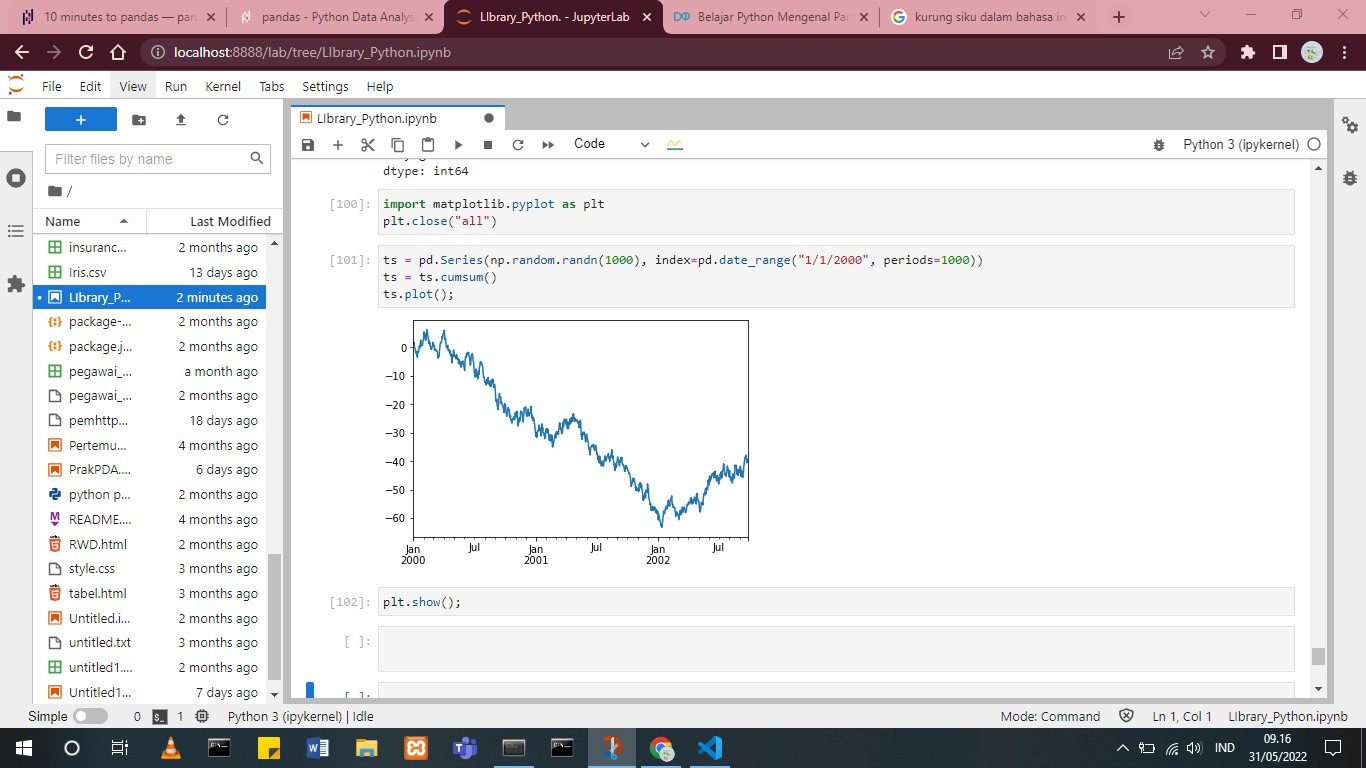 10 minutes to pandas — pan
pandas - Python Data Analys
LIbrary_Python. - JupyterLab
Belajar Python Mengenal Pan
kurung siku dalam bahasa in
localhost:8888/lab/tree/LIbrary_Python.ipynb
File Edit View Run Kernel Tabs Settings Help
LIbrary_Python.ipynb
Code
Python 3 (ipykernel)
Filter files by name
/
Name Last Modified
insuranc... 2 months ago
Iris.csv 13 days ago
LIbrary_P... 2 minutes ago
package-... 2 months ago
package.j... 2 months ago
pegawai_... a month ago
pegawai_... 2 months ago
pemhttp... 18 days ago
Pertemu... 4 months ago
PrakPDA.... 6 days ago
python p... 2 months ago
README.... 4 months ago
RWD.html 2 months ago
style.css 3 months ago
tabel.html 3 months ago
Untitled.i... 2 months ago
untitled.txt 3 months ago
untitled1.... 2 months ago
Untitled1... 7 days ago
dtype: int64
[100]: import matplotlib.pyplot as plt
plt.close("all")
[101]: ts = pd.Series(np.random.randn(1000), index=pd.date_range("1/1/2000", periods=1000))
ts = ts.cumsum()
ts.plot();
0
−10
−20
−30
−40
−50
−60
Jan Jul Jan Jul Jan Jul
2000 2001 2002
[102]: plt.show();
[ ]:
[ ]:
Simple 0 1 Python 3 (ipykernel) | Idle Mode: Command Ln 1, Col 1 LIbrary_Python.ipynb
IND
09.16
31/05/2022